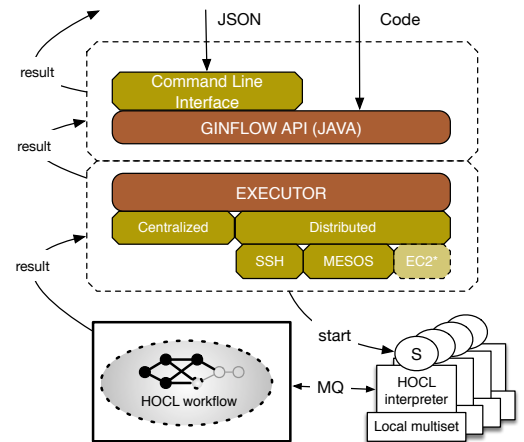 JSON
Code
result
Command Line
Interface
GINFLOW API (JAVA)
result
EXECUTOR
Centralized
Distributed
SSH
MESOS
EC2*
result
start
S
HOCL workflow
MQ
HOCL
interpreter
Local multiset